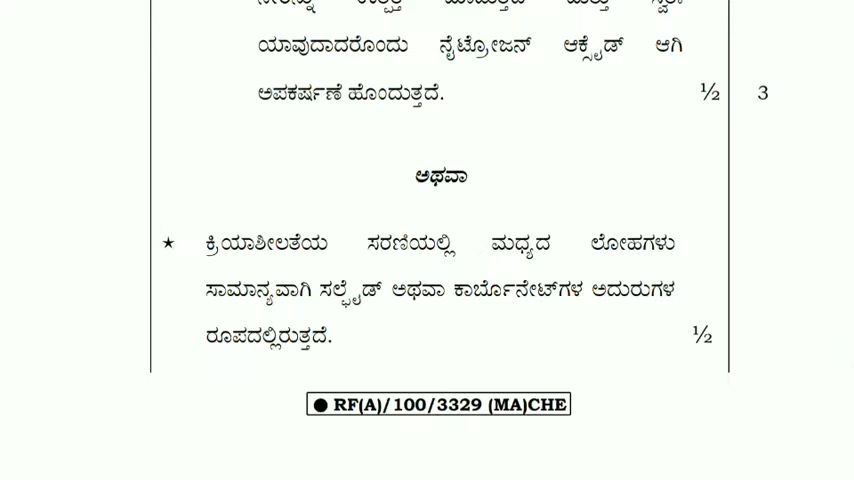 ಯಾವುದಾದರೊಂದು ನೈಟ್ರೋಜನ್ ಆಕ್ಸೈಡ್ ಆಗಿ
ಅಪಕರ್ಷಣೆ ಹೊಂದುತ್ತದೆ. ½ 3
ಅಥವಾ
★ ಕ್ರಿಯಾಶೀಲತೆಯ ಸರಣಿಯಲ್ಲಿ ಮಧ್ಯದ ಲೋಹಗಳು
ಸಾಮಾನ್ಯವಾಗಿ ಸಲ್ಫೈಡ್ ಅಥವಾ ಕಾರ್ಬೊನೇಟ್‌ಗಳ ಅದುರುಗಳ
ರೂಪದಲ್ಲಿರುತ್ತದೆ. ½
● RF(A)/100/3329 (MA)CHE